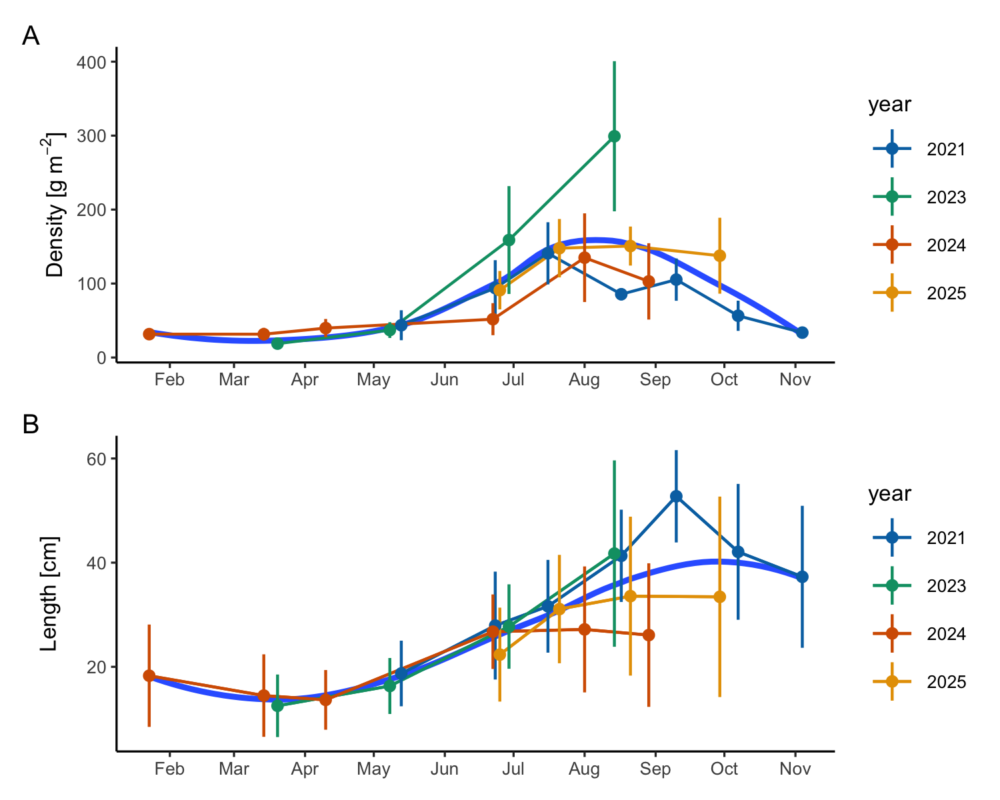 A
400
300
200
100
0
Density [g m⁻²]
Feb Mar Apr May Jun Jul Aug Sep Oct Nov
year
2021
2023
2024
2025
B
60
40
20
Length [cm]
Feb Mar Apr May Jun Jul Aug Sep Oct Nov
year
2021
2023
2024
2025